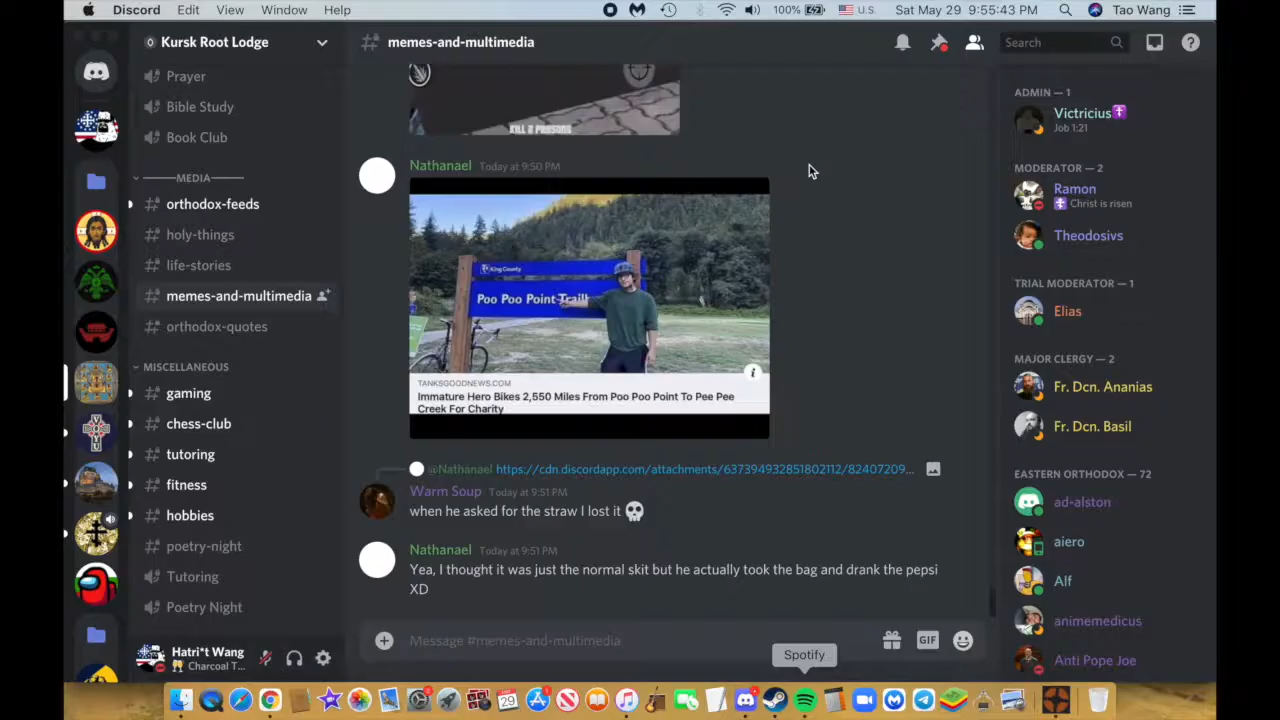 Discord Edit View Window Help
100% U.S. Sat May 29 9:55:43 PM Tao Wang
Kursk Root Lodge
Prayer
Bible Study
Book Club
MEDIA
orthodox-feeds
holy-things
life-stories
memes-and-multimedia
orthodox-quotes
MISCELLANEOUS
gaming
chess-club
tutoring
fitness
hobbies
poetry-night
Tutoring
Poetry Night
Hatri*t Wang
Charcoal T...
memes-and-multimedia
Search
KILL 2 PERSONS
Nathanael Today at 9:50 PM
King County
Poo Poo Point Trail
TANKSGOODNEWS.COM
Immature Hero Bikes 2,550 Miles From Poo Poo Point To Pee Pee
Creek For Charity
@Nathanael https://cdn.discordapp.com/attachments/637394932851802112/82407209...
Warm Soup Today at 9:51 PM
when he asked for the straw I lost it
Nathanael Today at 9:51 PM
Yea, I thought it was just the normal skit but he actually took the bag and drank the pepsi
XD
Message #memes-and-multimedia
GIF
Spotify
ADMIN — 1
Victricius
Job 1:21
MODERATOR — 2
Ramon
Christ is risen
Theodosivs
TRIAL MODERATOR — 1
Elias
MAJOR CLERGY — 2
Fr. Dcn. Ananias
Fr. Dcn. Basil
EASTERN ORTHODOX — 72
ad-alston
aiero
Alf
animemedicus
Anti Pope Joe
29